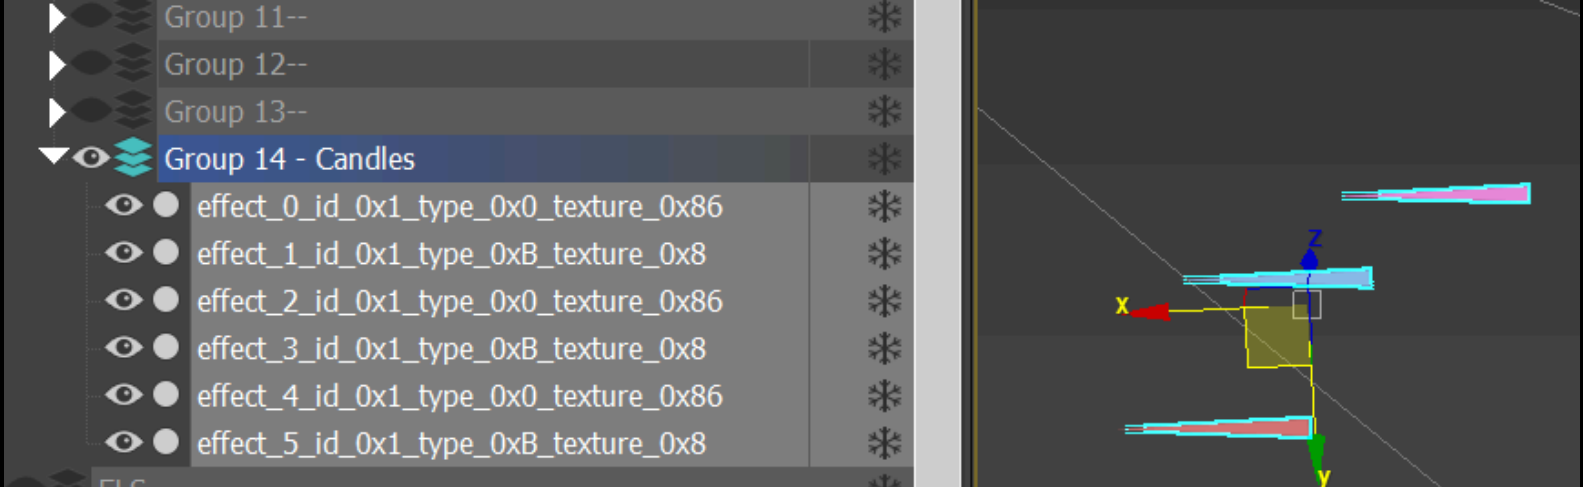 Group 11--
Group 12--
Group 13--
Group 14 - Candles
effect_0_id_0x1_type_0x0_texture_0x86
effect_1_id_0x1_type_0xB_texture_0x8
effect_2_id_0x1_type_0x0_texture_0x86
effect_3_id_0x1_type_0xB_texture_0x8
effect_4_id_0x1_type_0x0_texture_0x86
effect_5_id_0x1_type_0xB_texture_0x8
z
x
y